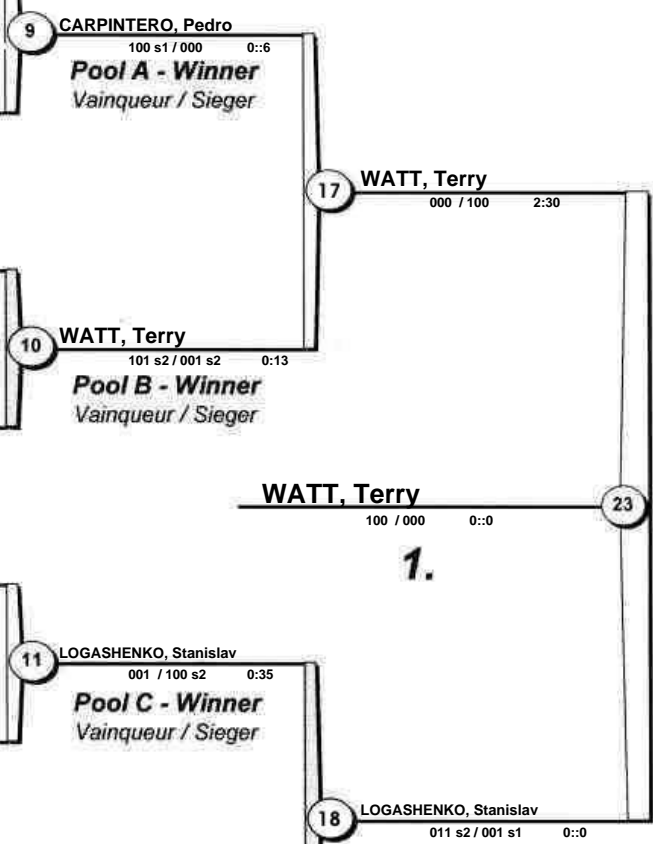 9
CARPINTERO, Pedro
100 s1 / 000 0::6
Pool A - Winner
Vainqueur / Sieger
17
WATT, Terry
000 / 100 2:30
10
WATT, Terry
101 s2 / 001 s2 0:13
Pool B - Winner
Vainqueur / Sieger
WATT, Terry
23
100 / 000 0::0
1.
11
LOGASHENKO, Stanislav
001 / 100 s2 0:35
Pool C - Winner
Vainqueur / Sieger
18
LOGASHENKO, Stanislav
011 s2 / 001 s1 0::0